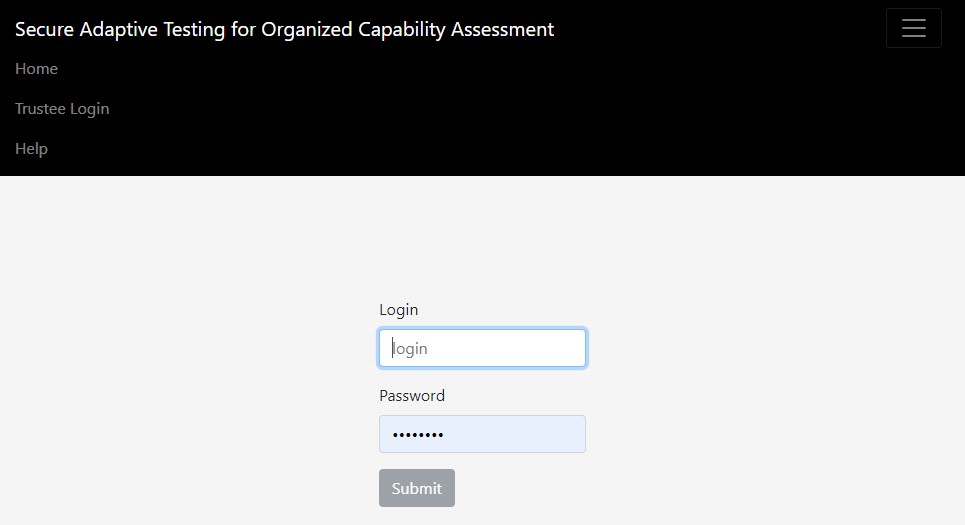 Secure Adaptive Testing for Organized Capability Assessment
Home
Trustee Login
Help
Login
login
Password
••••••••
Submit